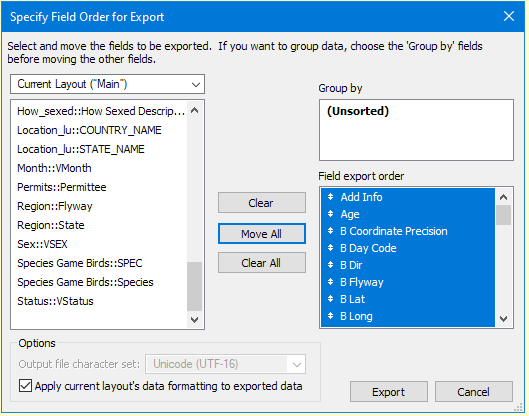 Specify Field Order for Export
Select and move the fields to be exported.  If you want to group data, choose the 'Group by' fields
before moving the other fields.
Current Layout ("Main")
How_sexed::How Sexed Descrip...
Location_lu::COUNTRY_NAME
Location_lu::STATE_NAME
Month::VMonth
Permits::Permittee
Region::Flyway
Region::State
Sex::VSEX
Species Game Birds::SPEC
Species Game Birds::Species
Status::VStatus
Clear
Move All
Clear All
Group by
(Unsorted)
Field export order
Add Info
Age
B Coordinate Precision
B Day Code
B Dir
B Flyway
B Lat
B Long
Options
Output file character set:
Unicode (UTF-16)
Apply current layout's data formatting to exported data
Export
Cancel